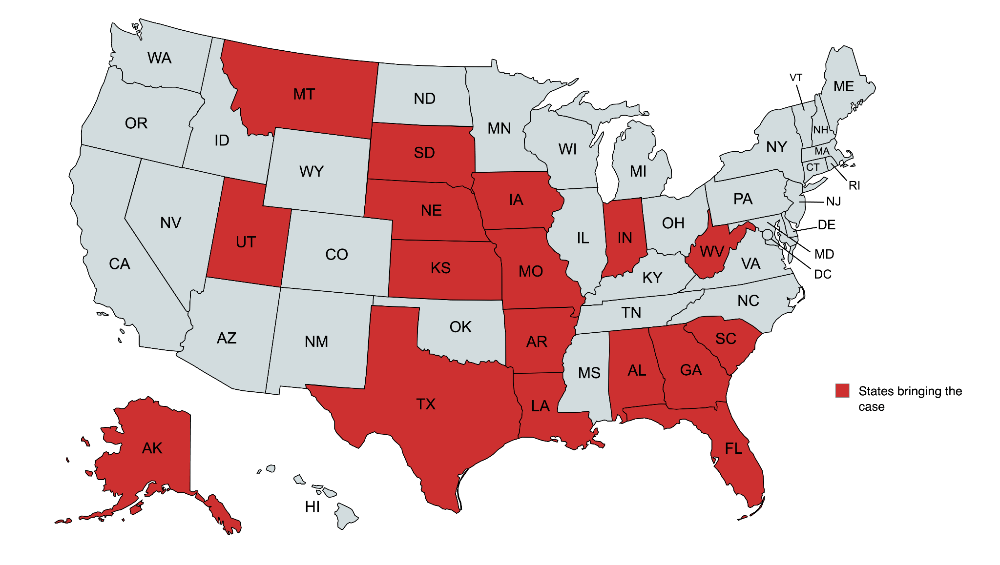 WA
MT
ND
MN
VT
ME
OR
ID
SD
WI
MI
NY
NH
MA
CT
RI
WY
NE
IA
PA
NJ
NV
UT
CO
KS
MO
IL
IN
OH
WV
VA
DE
MD
DC
CA
KY
AZ
NM
OK
AR
TN
NC
SC
MS
AL
GA
TX
LA
FL
States bringing the
case
AK
HI